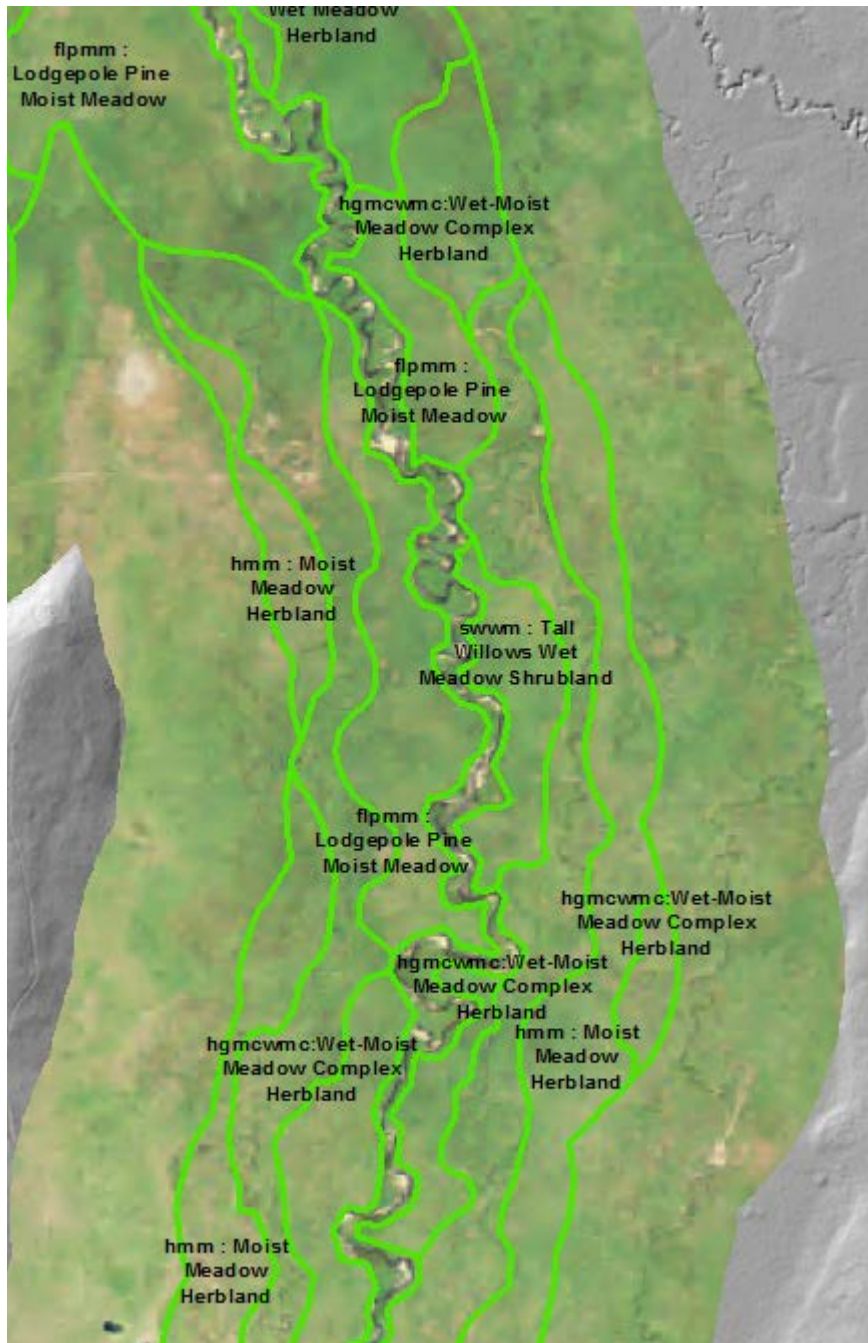 Wet Meadow
Herbland
flpmm :
Lodgepole Pine
Moist Meadow
hgmcwmc:Wet-Moist
Meadow Complex
Herbland
flpmm :
Lodgepole Pine
Moist Meadow
hmm : Moist
Meadow
Herbland
swwm : Tall
Willows Wet
Meadow Shrubland
flpmm :
Lodgepole Pine
Moist Meadow
hgmcwmc:Wet-Moist
Meadow Complex
Herbland
hgmcwmc:Wet-Moist
Meadow Complex
Herbland
hgmcwmc:Wet-Moist
Meadow Complex
Herbland
hmm : Moist
Meadow
Herbland
hmm : Moist
Meadow
Herbland